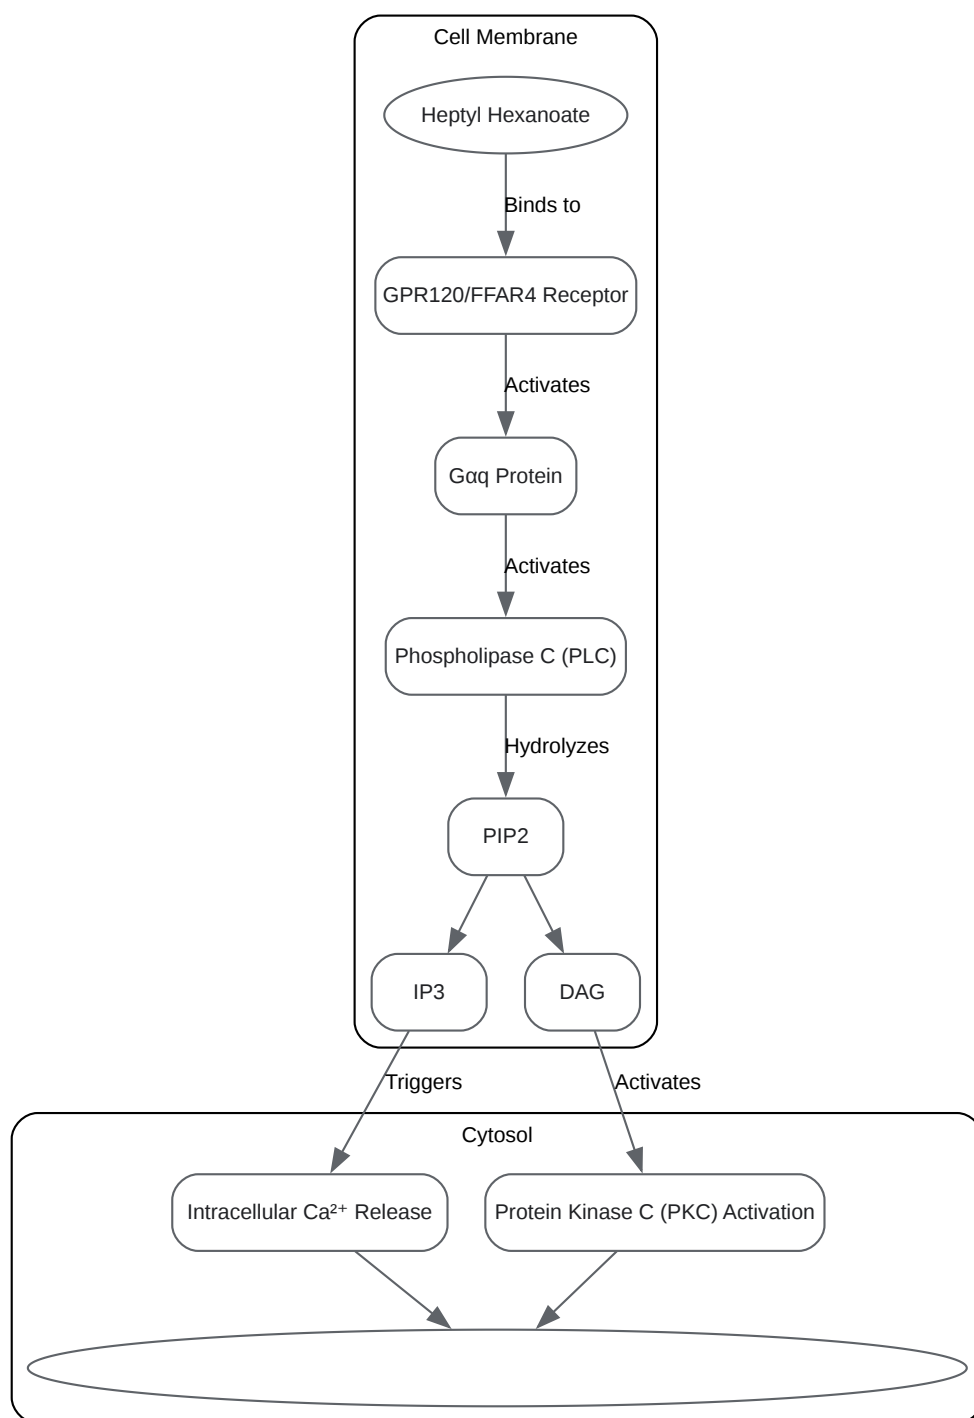 Cell Membrane
Heptyl Hexanoate
Binds to
GPR120/FFAR4 Receptor
Activates
Gαq Protein
Activates
Phospholipase C (PLC)
Hydrolyzes
PIP2
IP3
DAG
Triggers
Activates
Cytosol
Intracellular Ca²⁺ Release
Protein Kinase C (PKC) Activation